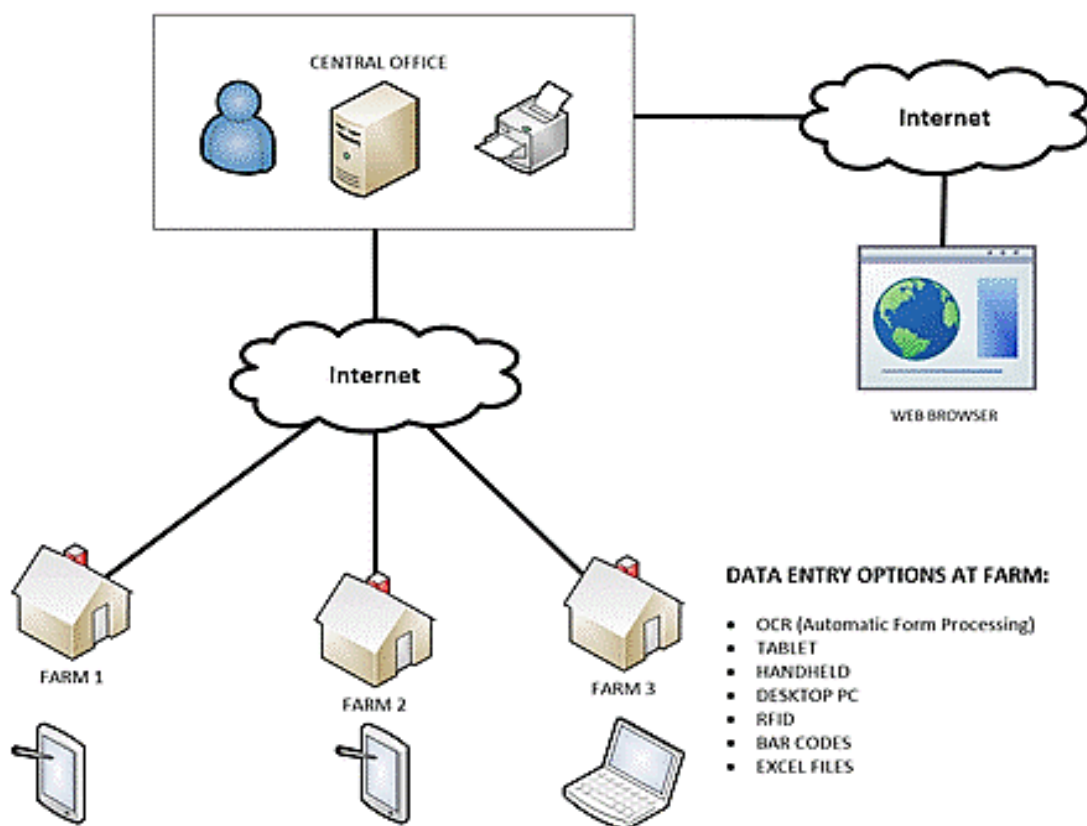 CENTRAL OFFICE
Internet
Internet
WEB BROWSER
FARM 1
FARM 2
FARM 3
DATA ENTRY OPTIONS AT FARM:
• OCR (Automatic Form Processing)
• TABLET
• HANDHELD
• DESKTOP PC
• RFID
• BAR CODES
• EXCEL FILES